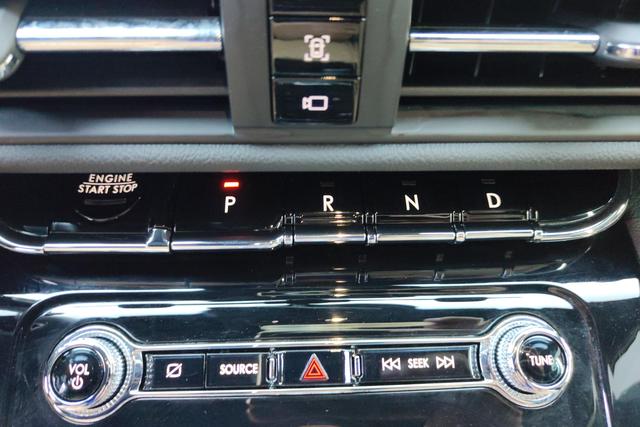 ENGINE
START STOP
P R N D
VOL SOURCE SEEK TUNE